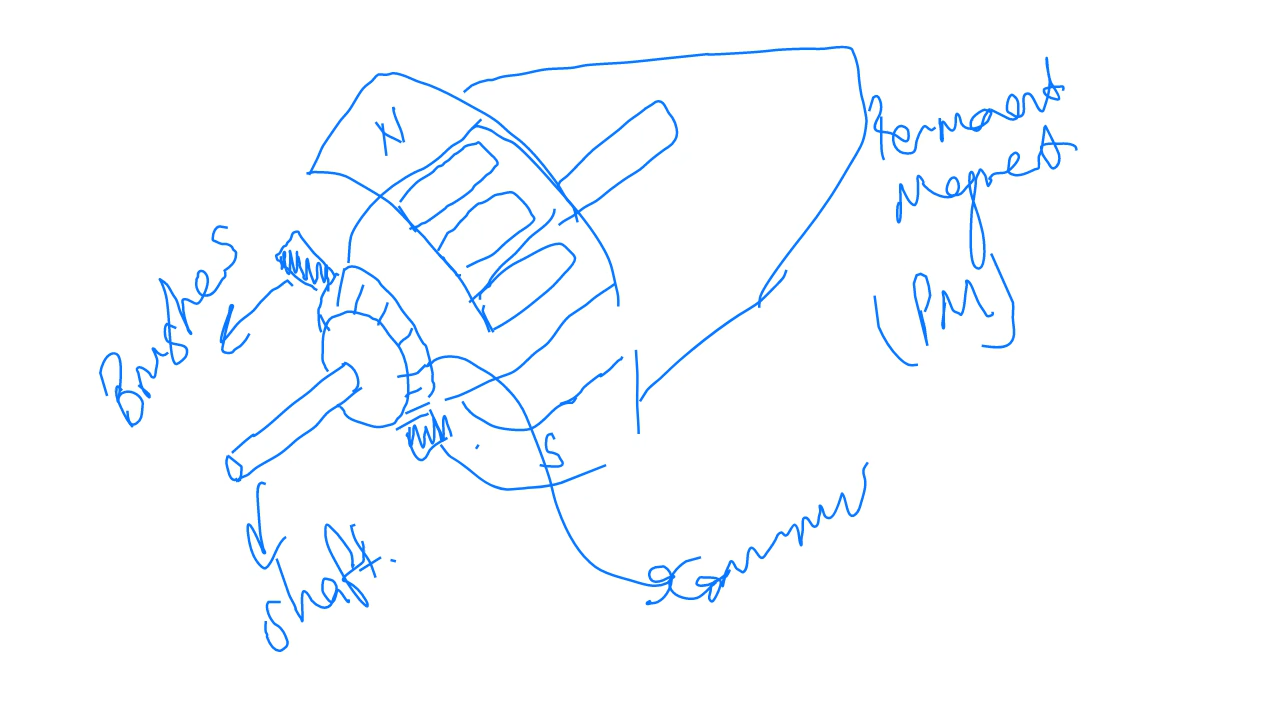 N
Permanent
Magnet
(PM)
Brushes
S
shaft.